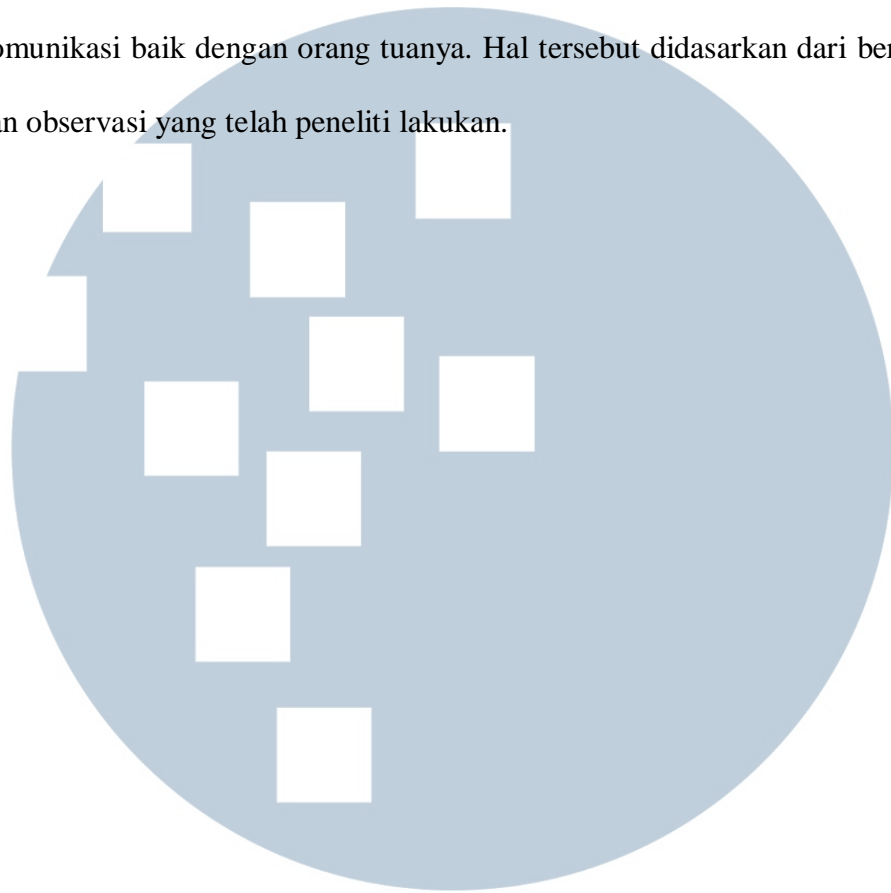 omunikasi baik dengan orang tuanya. Hal tersebut didasarkan dari ber
an observasi yang telah peneliti lakukan.